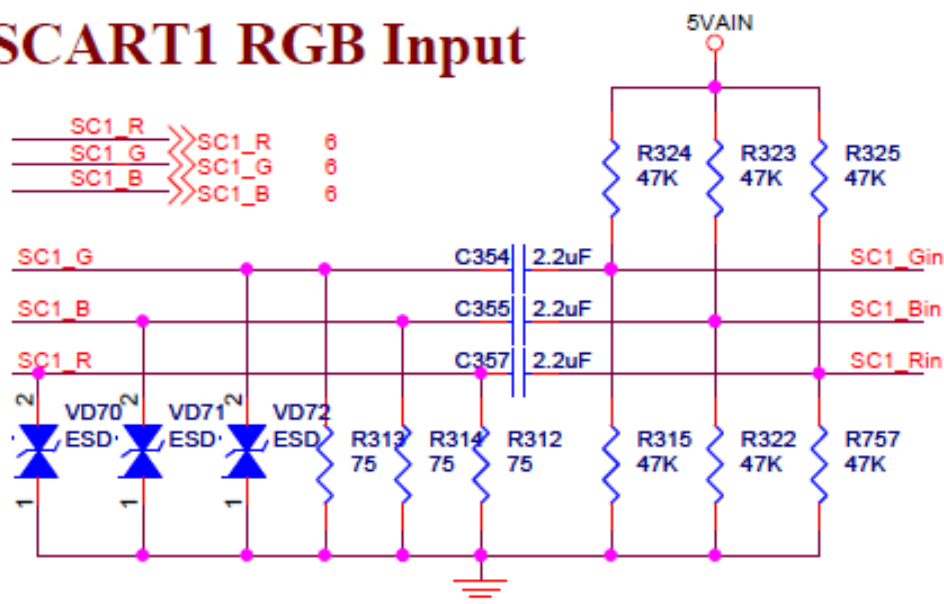 SCART1 RGB Input
5VAIN
SC1_R SC1_R 6
SC1_G SC1_G 6
SC1_B SC1_B 6
R324 R323 R325
47K 47K 47K
SC1_G C354 2.2uF SC1_Gin
SC1_B C355 2.2uF SC1_Bin
SC1_R C357 2.2uF SC1_Rin
2 2 2
VD70 VD71 VD72
ESD ESD ESD
R313 R314 R312 R315 R322 R757
75 75 75 47K 47K 47K
1 1 1